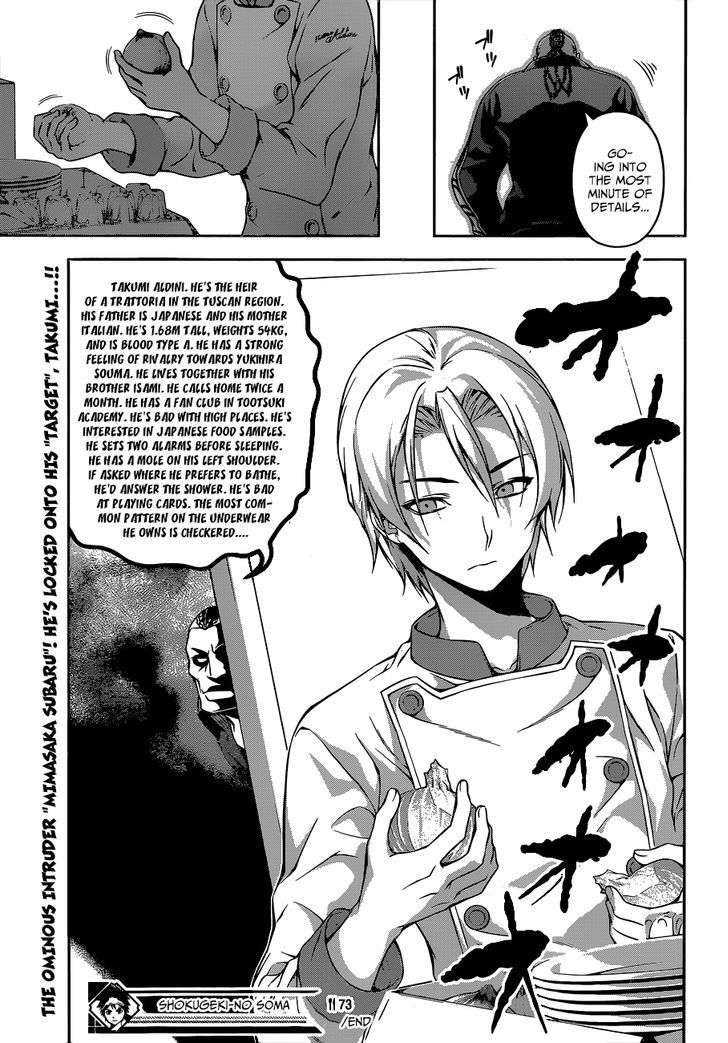 GO-
ING INTO
THE MOST
MINUTE OF
DETAILS...
TAKUMI ALDINI. HE'S THE HEIR
OF A TRATTORIA IN THE TUSCAN REGION.
HIS FATHER IS JAPANESE AND HIS MOTHER
ITALIAN. HE'S 1.68M TALL, WEIGHTS 54KG,
AND IS BLOOD TYPE A. HE HAS A STRONG
FEELING OF RIVALRY TOWARDS YUKIHIRA
SOUMA. HE LIVES TOGETHER WITH HIS
BROTHER ISAMI. HE CALLS HOME TWICE A
MONTH. HE HAS A FAN CLUB IN TOOTSUKI
ACADEMY. HE'S BAD WITH HIGH PLACES. HE'S
INTERESTED IN JAPANESE FOOD SAMPLES.
HE SETS TWO ALARMS BEFORE SLEEPING.
HE HAS A MOLE ON HIS LEFT SHOULDER.
IF ASKED WHERE HE PREFERS TO BATHE,
HE'D ANSWER THE SHOWER. HE'S BAD
AT PLAYING CARDS. THE MOST COM-
MON PATTERN ON THE UNDERWEAR
HE OWNS IS CHECKERED....
THE OMINOUS INTRUDER "MIMASAKA SUBARU"! HE'S LOCKED ONTO HIS "TARGET", TAKUMI...!!
SHOKUGEKI NO SOMA
73
/END